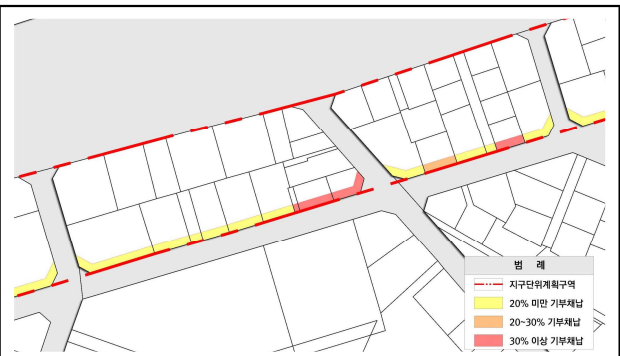 범 례
지구단위계획구역
20% 미만 기부채납
20~30% 기부채납
30% 이상 기부채납